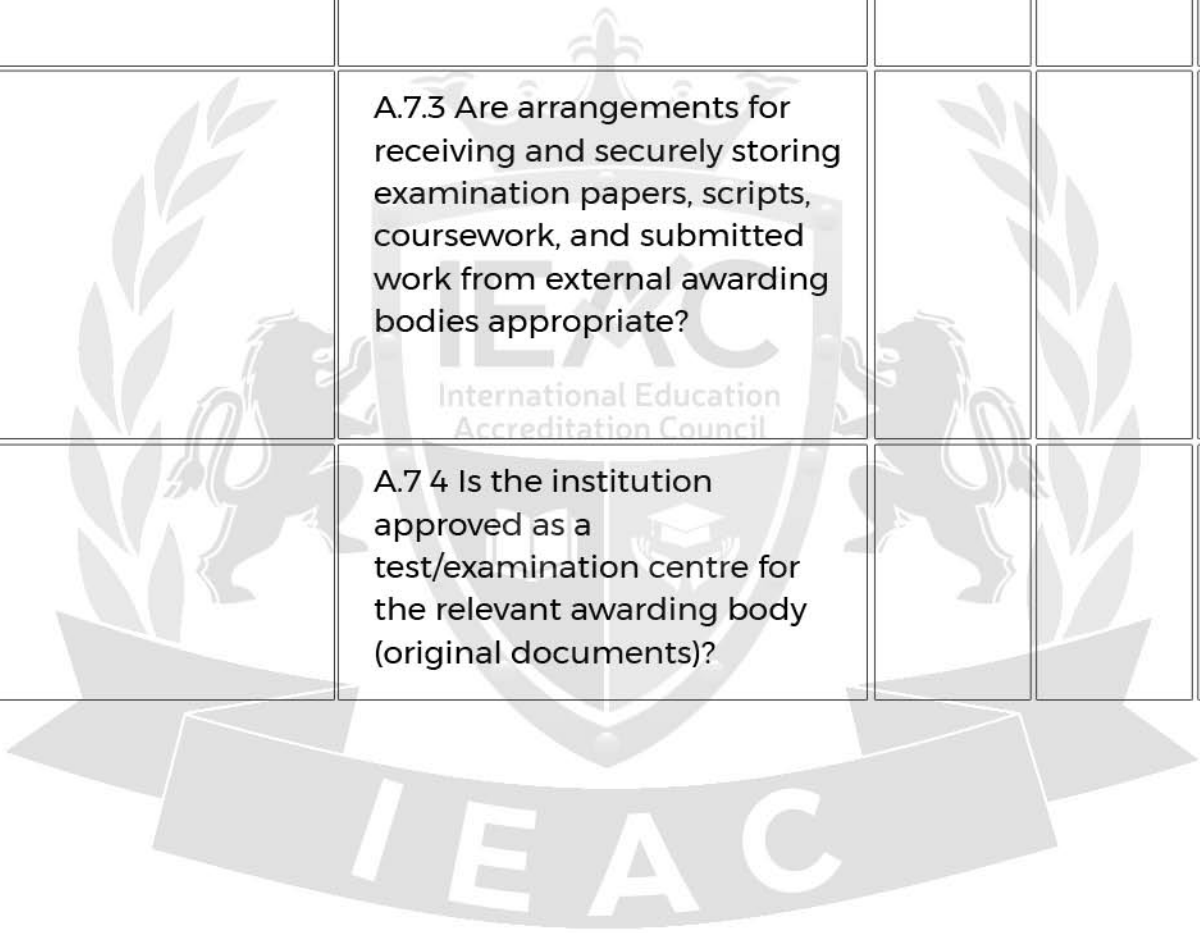 A.7.3 Are arrangements for
receiving and securely storing
examination papers, scripts,
coursework, and submitted
work from external awarding
bodies appropriate?
IEAC
International Education
Accreditation Council
A.7 4 Is the institution
approved as a
test/examination centre for
the relevant awarding body
(original documents)?
IEAC